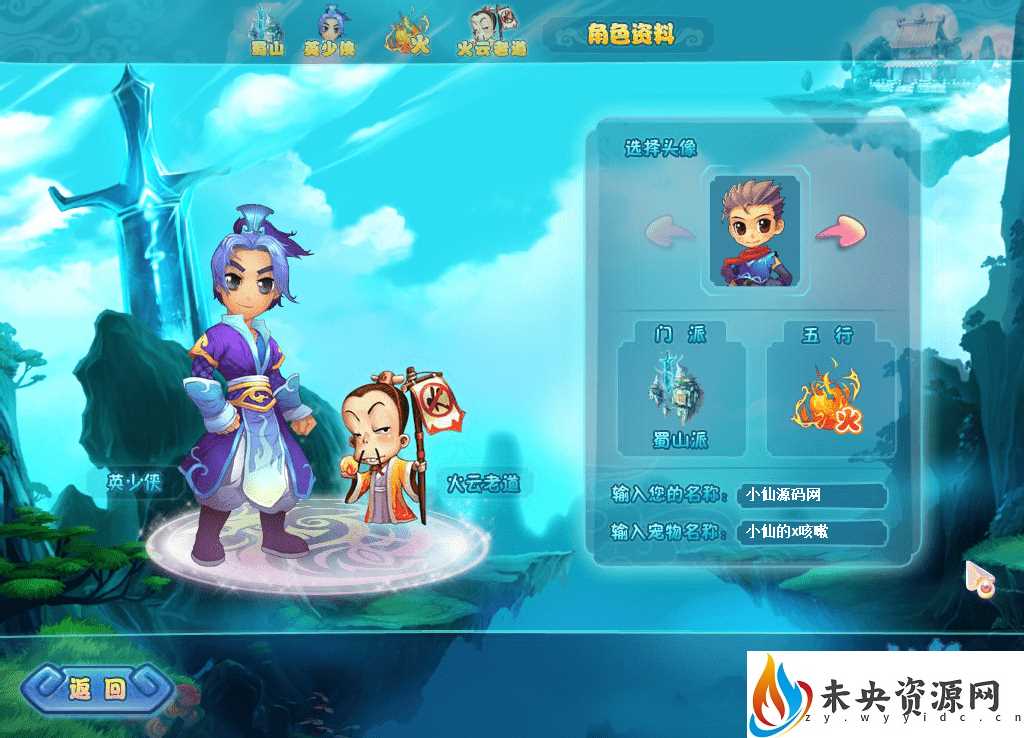 蜀山
英少侠
火
火云老道
角色资料
选择头像
门派
五行
火
蜀山派
火
英少侠
火云老道
输入您的名称：
小仙源码网
输入宠物名称：
小仙的x咳嗽
返回
未央资源网
zy.wyyidc.cn